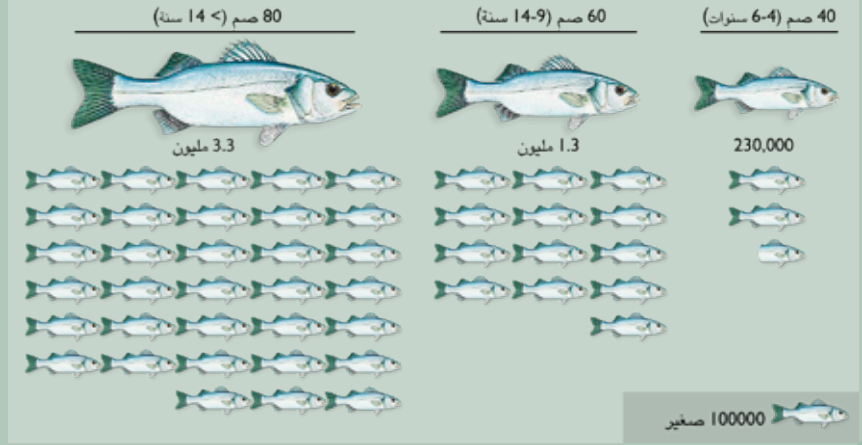 40 صم (4-6 سنوات)
60 صم (9-14 سنة)
80 صم (> 14 سنة)
230,000
1.3 مليون
3.3 مليون
100000 صغير